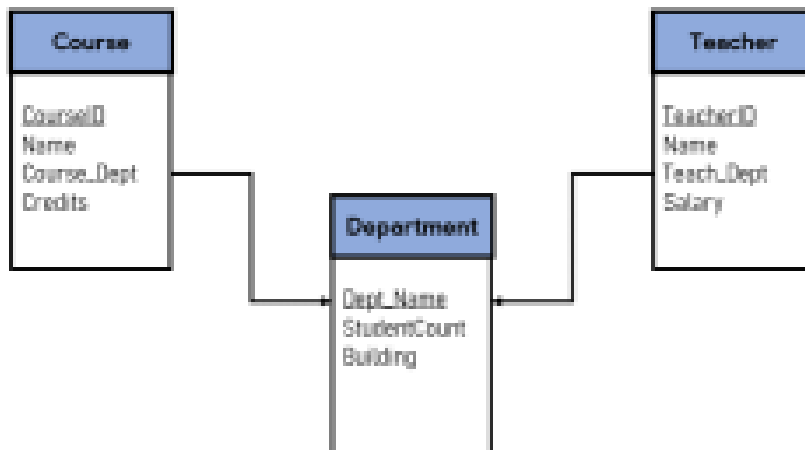 Course
CourseID
Name
Course_Dept
Credits
Teacher
TeacherID
Name
Teach_Dept
Salary
Department
Dept_Name
StudentCount
Building